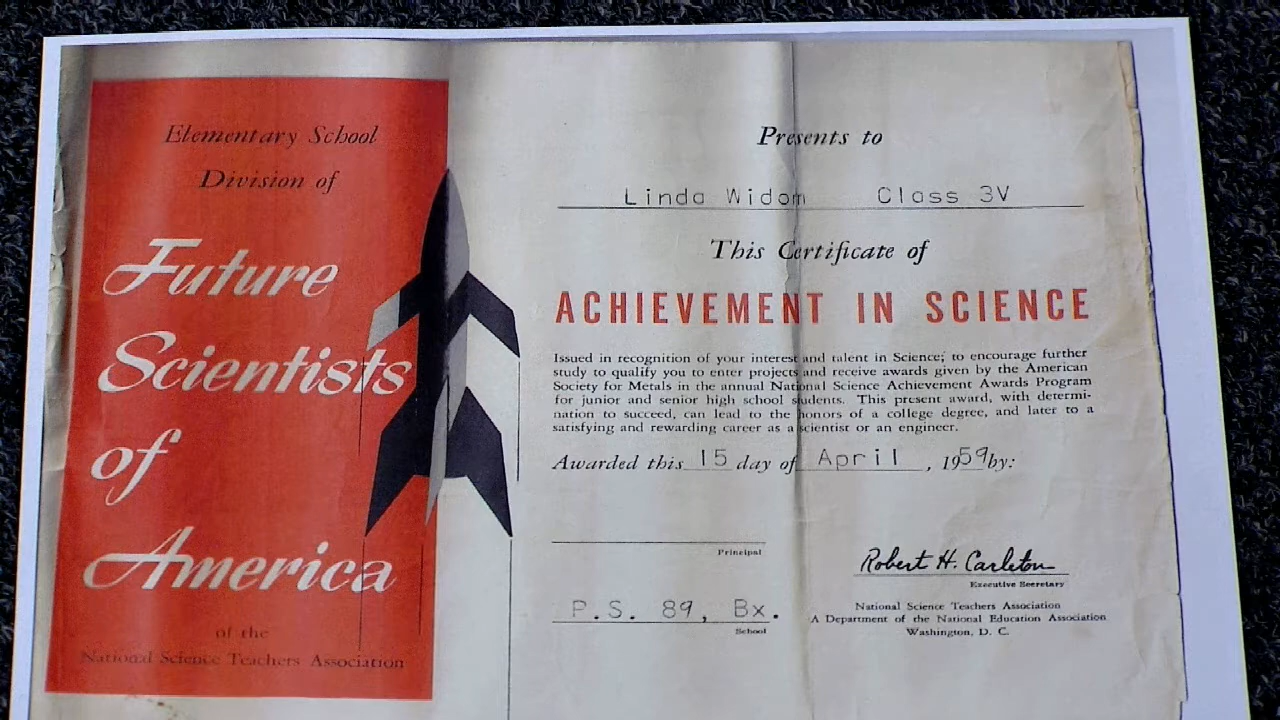 Elementary School
Division of
Future
Scientists
of
America
of the
National Science Teachers Association
Presents to
Linda Widom Class 3V
This Certificate of
ACHIEVEMENT IN SCIENCE
Issued in recognition of your interest and talent in Science; to encourage further
study to qualify you to enter projects and receive awards given by the American
Society for Metals in the annual National Science Achievement Awards Program
for junior and senior high school students. This present award, with determi-
nation to succeed, can lead to the honors of a college degree, and later to a
satisfying and rewarding career as a scientist or an engineer.
Awarded this 15 day of April, 1959 by:
Principal
Robert H. Carleton
Executive Secretary
P.S. 89, Bx.
School
National Science Teachers Association
A Department of the National Education Association
Washington, D. C.